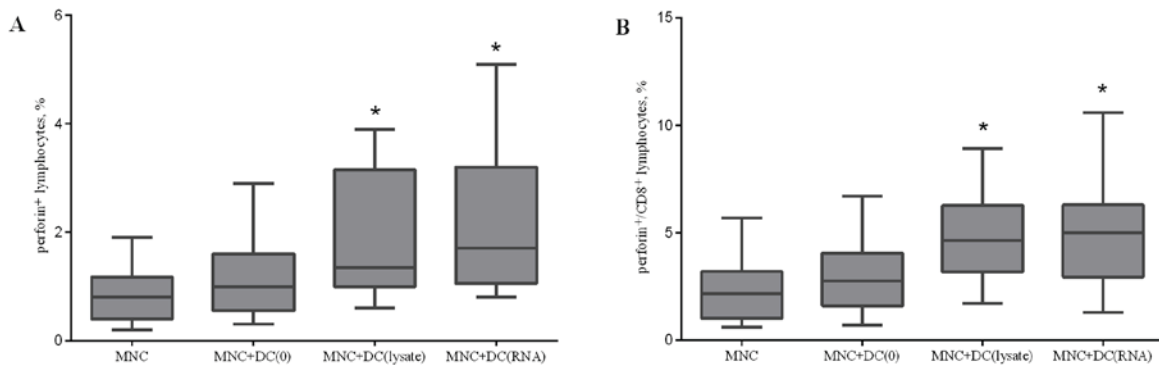 A
perforin+ lymphocytes, %
6
4
2
0
*
*
MNC
MNC+DC(0)
MNC+DC(lysate)
MNC+DC(RNA)
B
perforin+/CD8+ lymphocytes, %
15
10
5
0
*
*
MNC
MNC+DC(0)
MNC+DC(lysate)
MNC+DC(RNA)